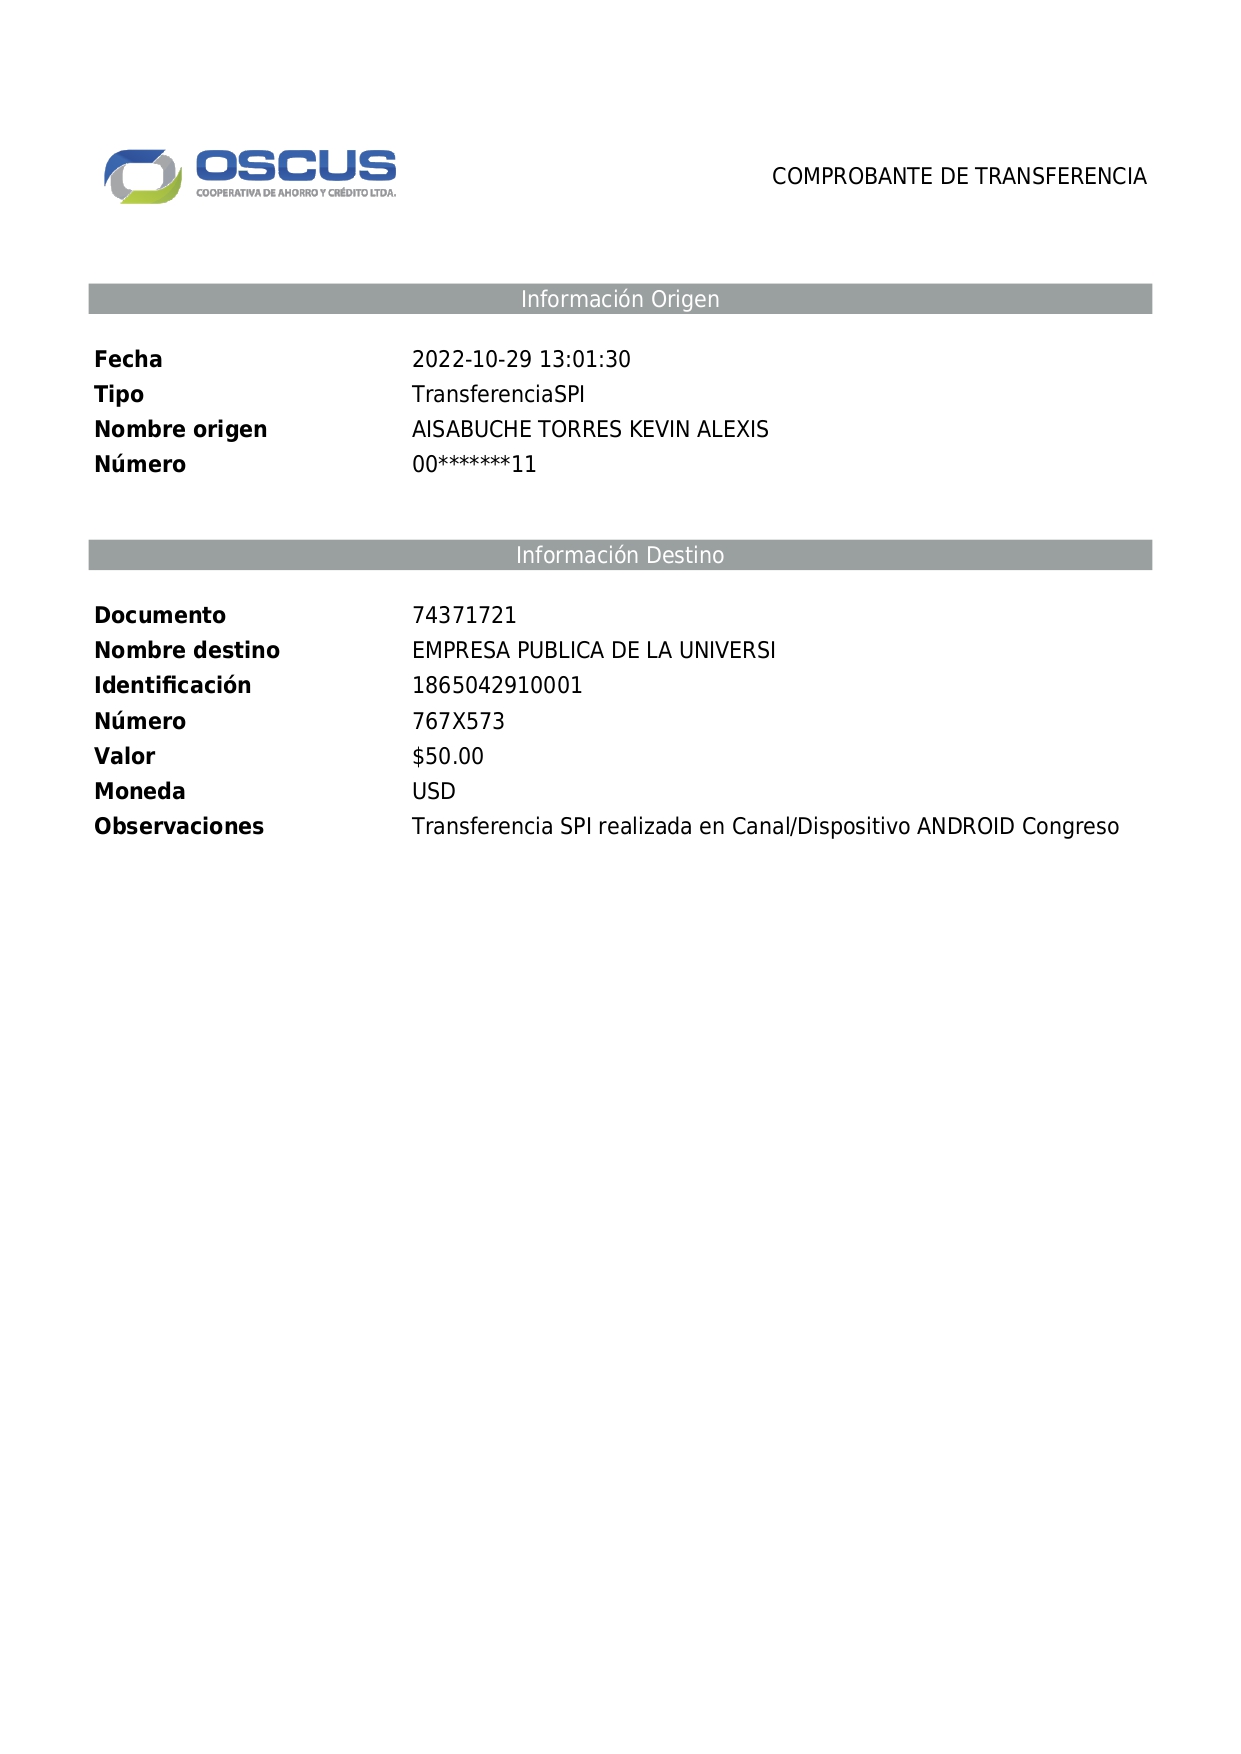 OSCUS
COOPERATIVA DE AHORRO Y CRÉDITO LTDA.
COMPROBANTE DE TRANSFERENCIA
Información Origen
Fecha 2022-10-29 13:01:30
Tipo TransferenciaSPI
Nombre origen AISABUCHE TORRES KEVIN ALEXIS
Número 00*******11
Información Destino
Documento 74371721
Nombre destino EMPRESA PUBLICA DE LA UNIVERSI
Identificación 1865042910001
Número 767X573
Valor $50.00
Moneda USD
Observaciones Transferencia SPI realizada en Canal/Dispositivo ANDROID Congreso